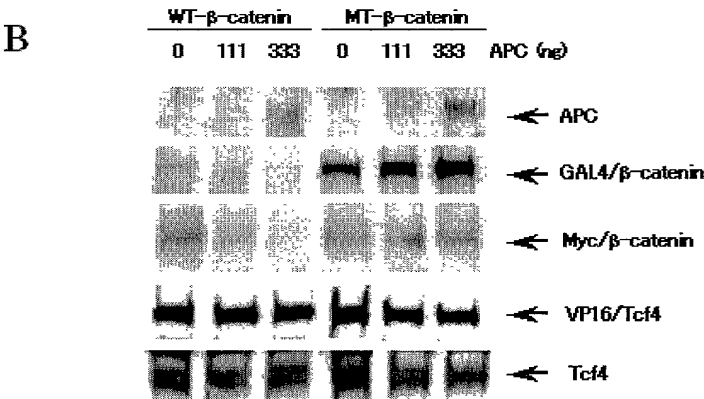 B
WT-β-catenin MT-β-catenin
0 111 333 0 111 333 APC (ng)
APC
GAL4/β-catenin
Myc/β-catenin
VP16/Tcf4
Tcf4